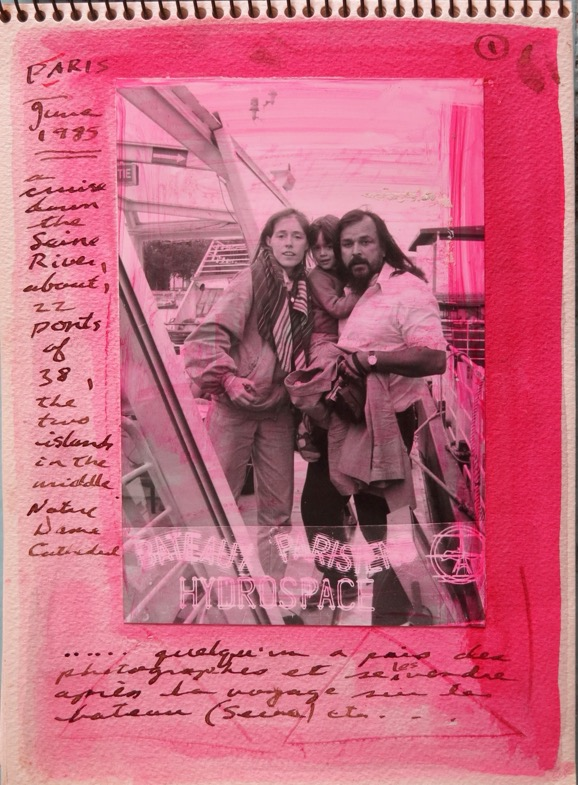 ①
PARIS
June
1985
a
cruise
down
the
Seine
River,
about,
22
ponts
of
38,
the
two
islands
in the
middle
Notre
Dame
Cathedral
TIE
BATEAUX PARISIENS
HYDROSPACE
..... quelqu'un a pris des
photographes et se les vendre
après la voyage sur le
bateau (Seine) etc. . . .